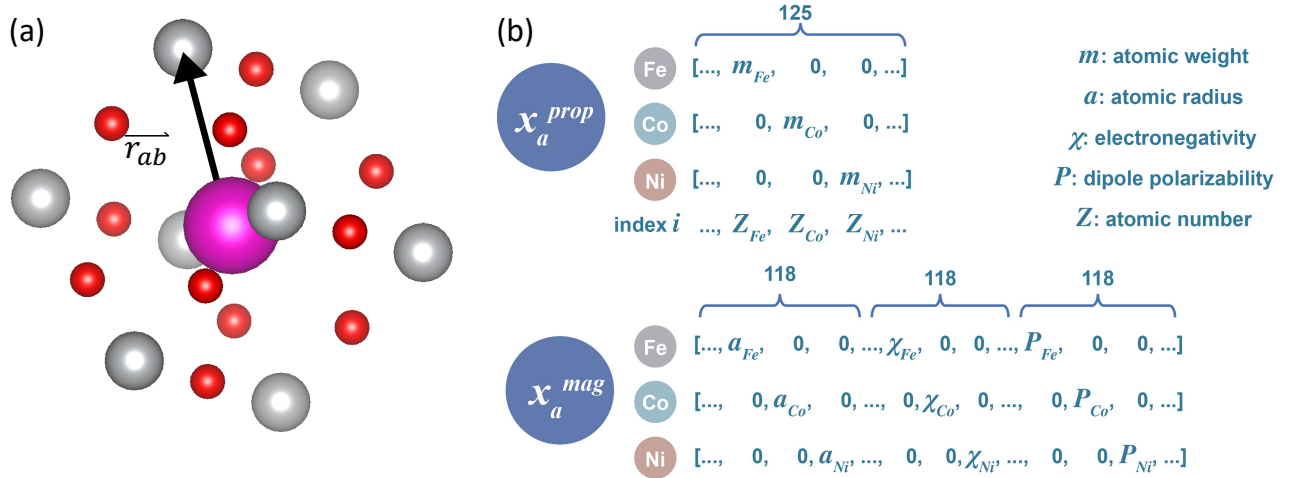 (a)
r_ab
(b)
125
x_a^prop
Fe [..., m_Fe, 0, 0, ...]
Co [..., 0, m_Co, 0, ...]
Ni [..., 0, 0, m_Ni, ...]
index i ..., Z_Fe, Z_Co, Z_Ni, ...
m: atomic weight
a: atomic radius
χ: electronegativity
P: dipole polarizability
Z: atomic number
118 118 118
x_a^mag
Fe [..., a_Fe, 0, 0, ..., χ_Fe, 0, 0, ..., P_Fe, 0, 0, ...]
Co [..., 0, a_Co, 0, ..., 0, χ_Co, 0, ..., 0, P_Co, 0, ...]
Ni [..., 0, 0, a_Ni, ..., 0, 0, χ_Ni, ..., 0, 0, P_Ni, ...]